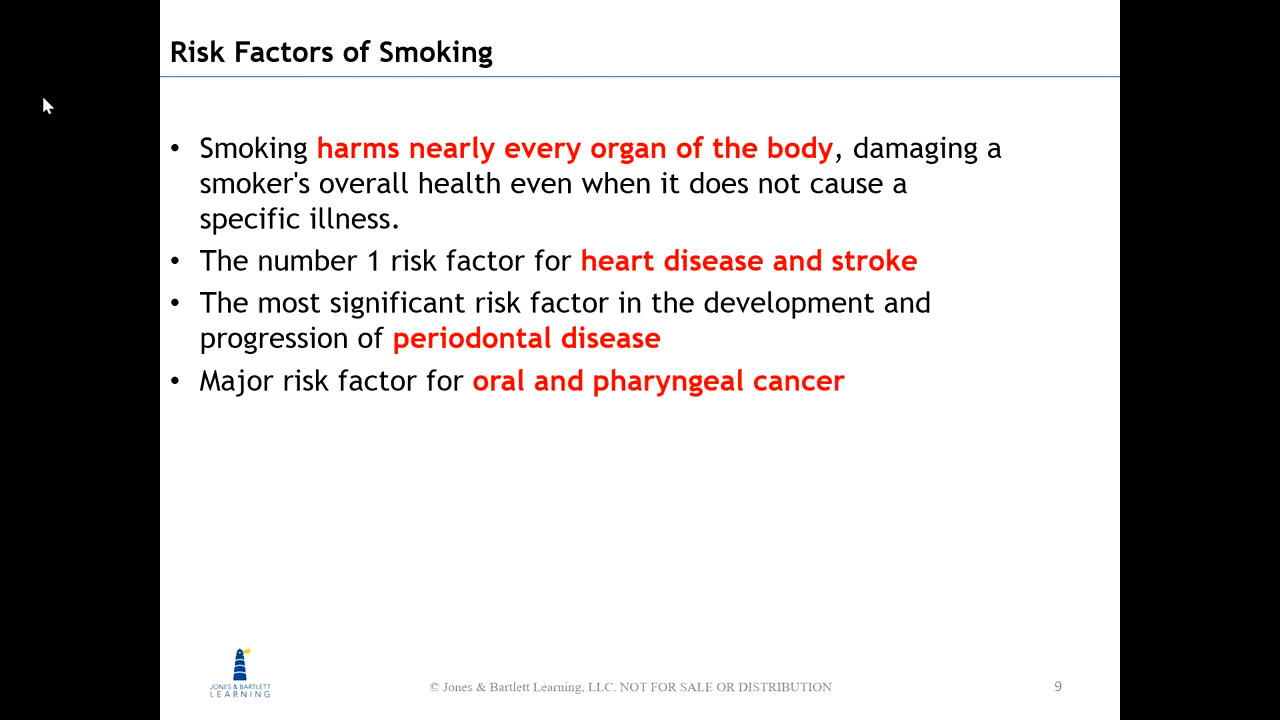 Risk Factors of Smoking
• Smoking harms nearly every organ of the body, damaging a
smoker's overall health even when it does not cause a
specific illness.
• The number 1 risk factor for heart disease and stroke
• The most significant risk factor in the development and
progression of periodontal disease
• Major risk factor for oral and pharyngeal cancer
JONES & BARTLETT
LEARNING
© Jones & Bartlett Learning, LLC. NOT FOR SALE OR DISTRIBUTION
9